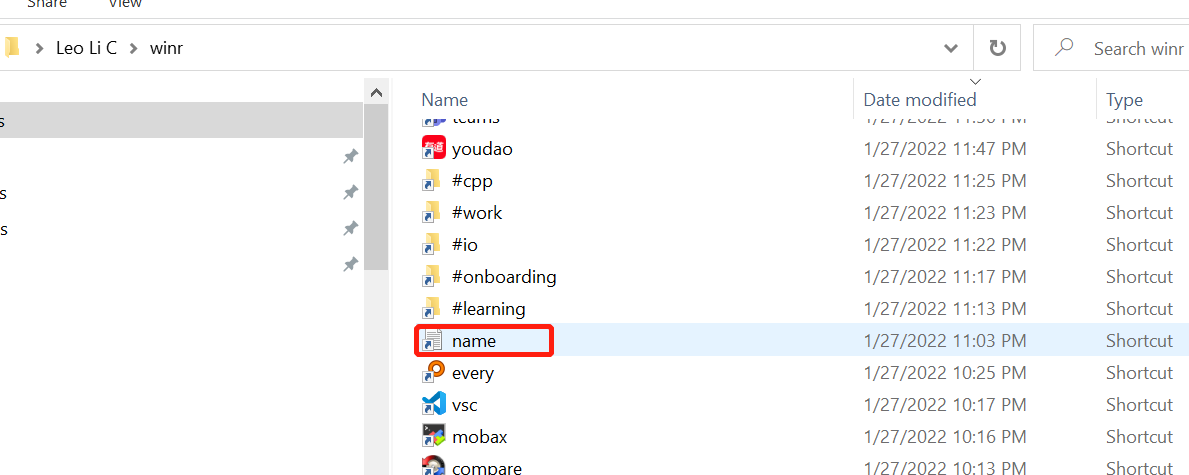 Share View
Leo Li C winr Search winr
Name Date modified Type
teams 1/27/2022 11:50 PM Shortcut
youdao 1/27/2022 11:47 PM Shortcut
#cpp 1/27/2022 11:25 PM Shortcut
#work 1/27/2022 11:23 PM Shortcut
#io 1/27/2022 11:22 PM Shortcut
#onboarding 1/27/2022 11:17 PM Shortcut
#learning 1/27/2022 11:13 PM Shortcut
name 1/27/2022 11:03 PM Shortcut
every 1/27/2022 10:25 PM Shortcut
vsc 1/27/2022 10:17 PM Shortcut
mobax 1/27/2022 10:16 PM Shortcut
compare 1/27/2022 10:13 PM Shortcut